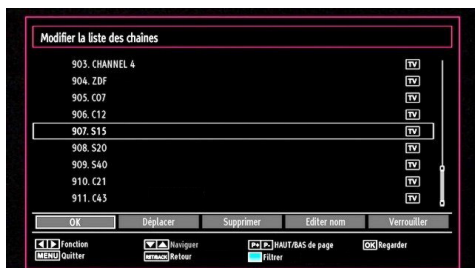 Modifier la liste des chaînes
903. CHANNEL 4 TV
904. ZDF TV
905. C07 TV
906. C12 TV
907. S15 TV
908. S20 TV
909. S40 TV
910. C21 TV
911. C43 TV
OK Déplacer Supprimer Editer nom Verrouiller
Fonction Naviguer P+ P- HAUT/BAS de page OK Regarder
MENU Quitter RET/BACK Retour Filtrer